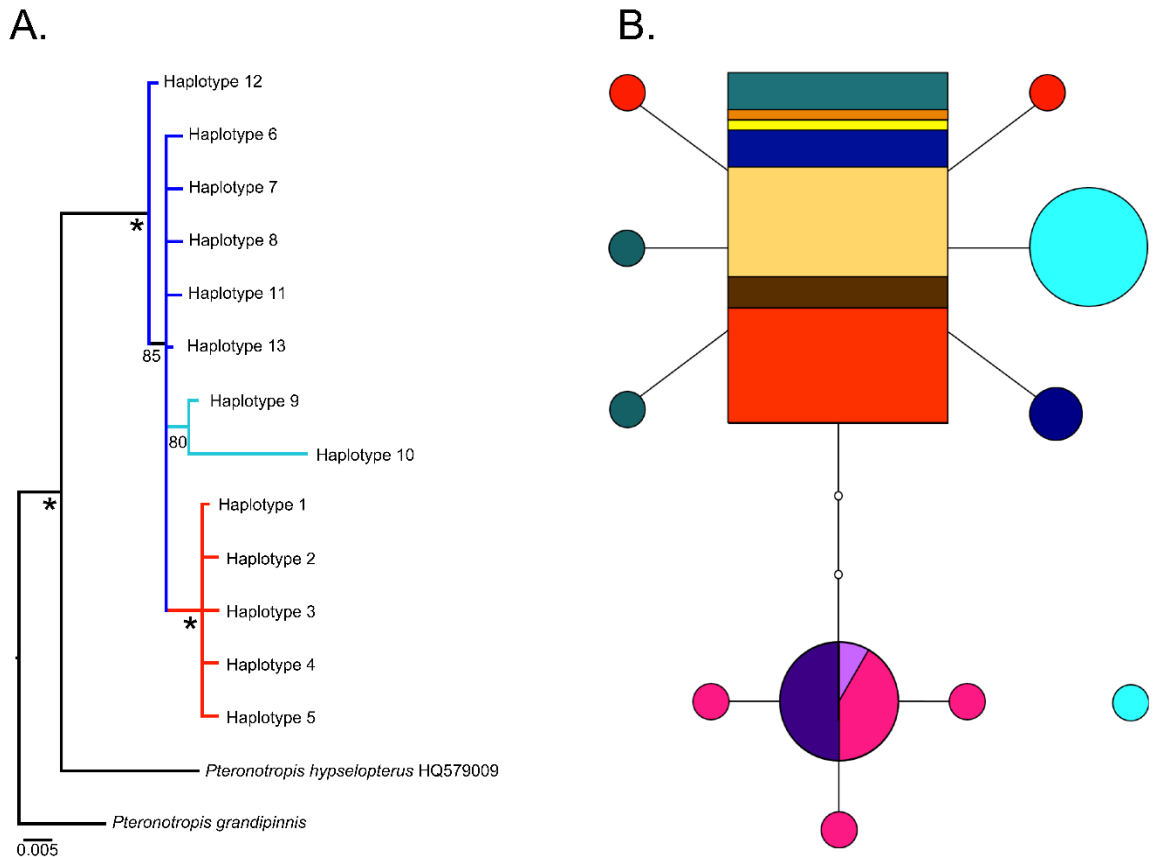 A.
B.
Haplotype 12
Haplotype 6
Haplotype 7
*
Haplotype 8
Haplotype 11
Haplotype 13
85
Haplotype 9
80
Haplotype 10
*
Haplotype 1
Haplotype 2
Haplotype 3
*
Haplotype 4
Haplotype 5
Pteronotropis hypselopterus HQ579009
Pteronotropis grandipinnis
0.005